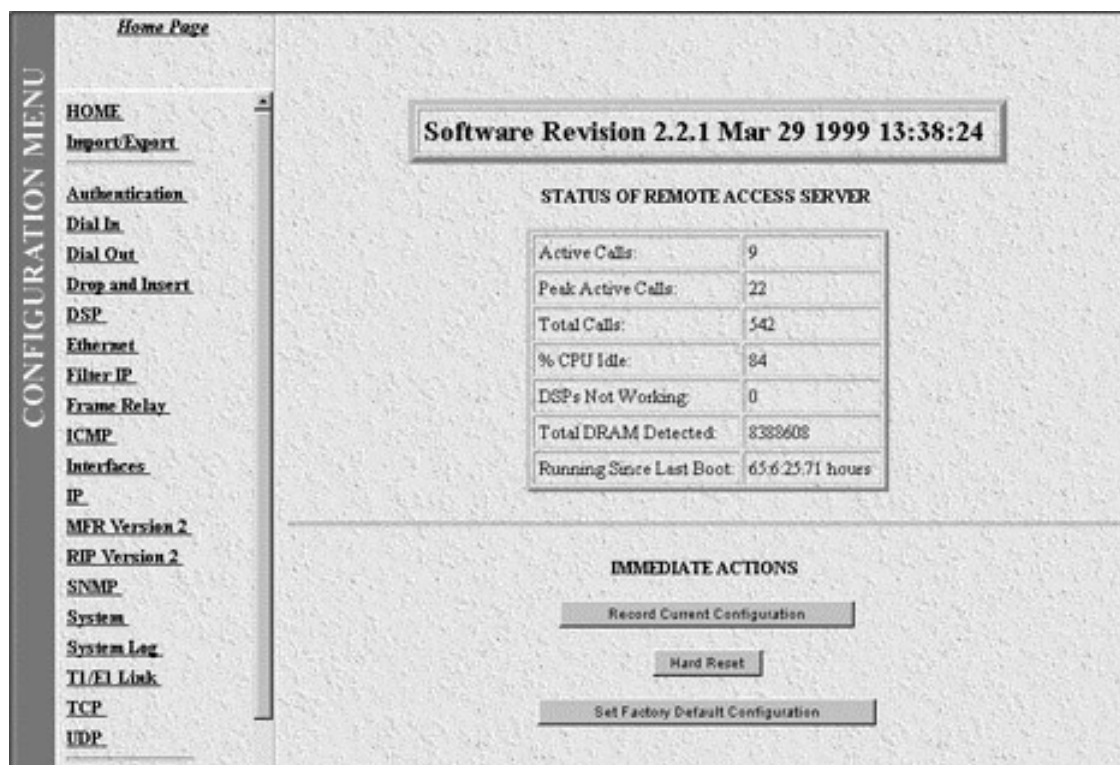 CONFIGURATION MENU
Home Page
HOME
Import/Export
Authentication
Dial In
Dial Out
Drop and Insert
DSP
Ethernet
Filter IP
Frame Relay
ICMP
Interfaces
IP
MFR Version 2
RIP Version 2
SNMP
System
System Log
T1/E1 Link
TCP
UDP
Software Revision 2.2.1 Mar 29 1999 13:38:24
STATUS OF REMOTE ACCESS SERVER
Active Calls: 9
Peak Active Calls: 22
Total Calls: 542
% CPU Idle: 84
DSPs Not Working: 0
Total DRAM Detected: 8388608
Running Since Last Boot: 65:6:25.71 hours
IMMEDIATE ACTIONS
Record Current Configuration
Hard Reset
Set Factory Default Configuration